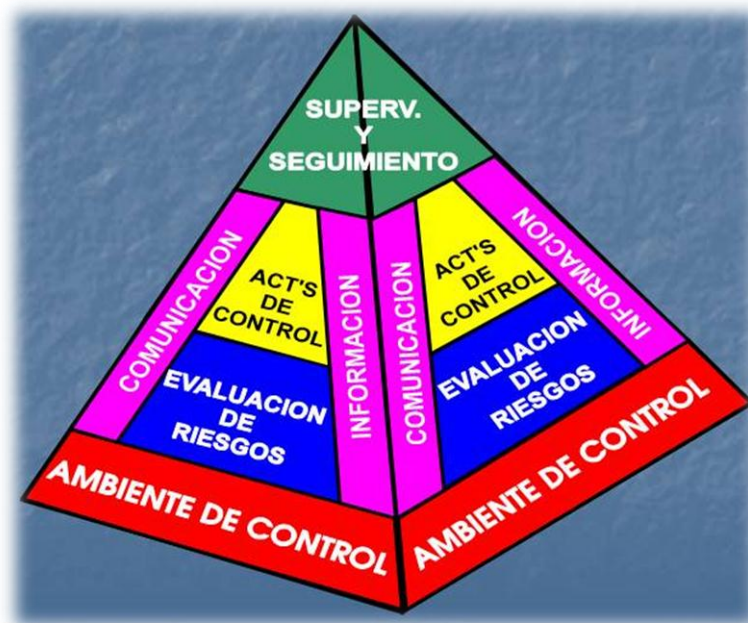 SUPERV.
Y
SEGUIMIENTO
COMUNICACION
ACT'S
DE
CONTROL
INFORMACION
EVALUACION
DE
RIESGOS
AMBIENTE DE CONTROL
COMUNICACION
ACT'S
DE
CONTROL
INFORMACION
EVALUACION
DE
RIESGOS
AMBIENTE DE CONTROL